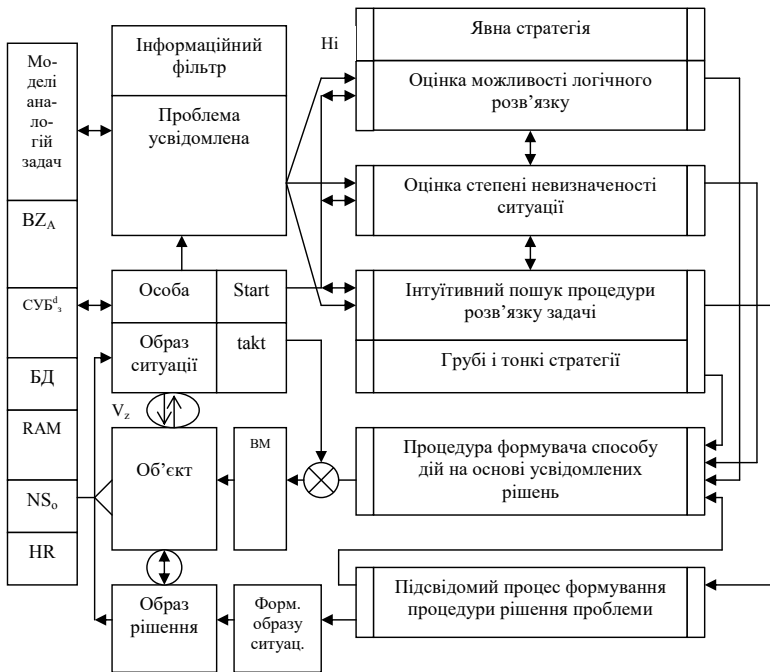 Мо-
делі
ана-
ло-
гій
задач
BZA
СУБdз
БД
RAM
NSo
HR
Інформаційний
фільтр
Проблема
усвідомлена
Особа
Start
Образ
ситуації
takt
Vz
Об’єкт
ВМ
Образ
рішення
Форм.
образу
ситуац.
Ні
Явна стратегія
Оцінка можливості логічного
розв’язку
Оцінка степені невизначеності
ситуації
Інтуїтивний пошук процедури
розв’язку задачі
Грубі і тонкі стратегії
Процедура формувача способу
дій на основі усвідомлених
рішень
Підсвідомий процес формування
процедури рішення проблеми